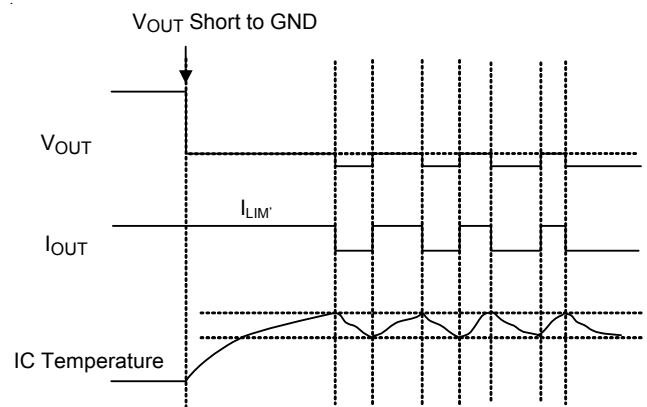 VOUT Short to GND
VOUT
ILIM'
IOUT
IC Temperature